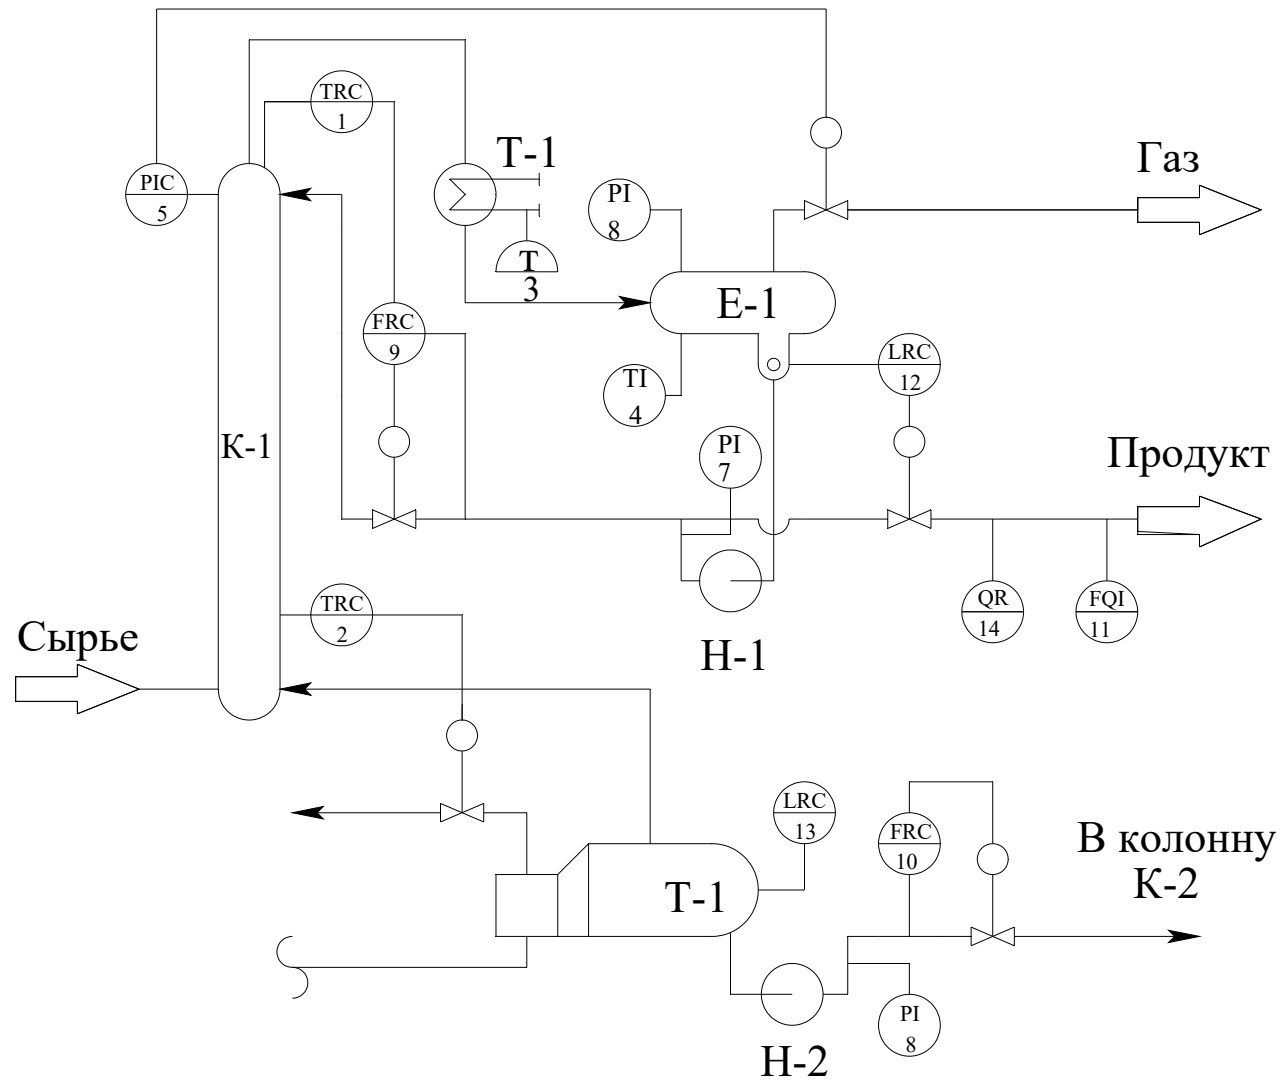 TRC
1
Т-1
Газ
PIC
5
PI
8
Т
3
Е-1
FRC
9
LRC
12
TI
4
К-1
PI
7
Продукт
TRC
2
QR
14
FQI
11
Сырье
Н-1
LRC
13
FRC
10
В колонну
К-2
Т-1
PI
8
Н-2